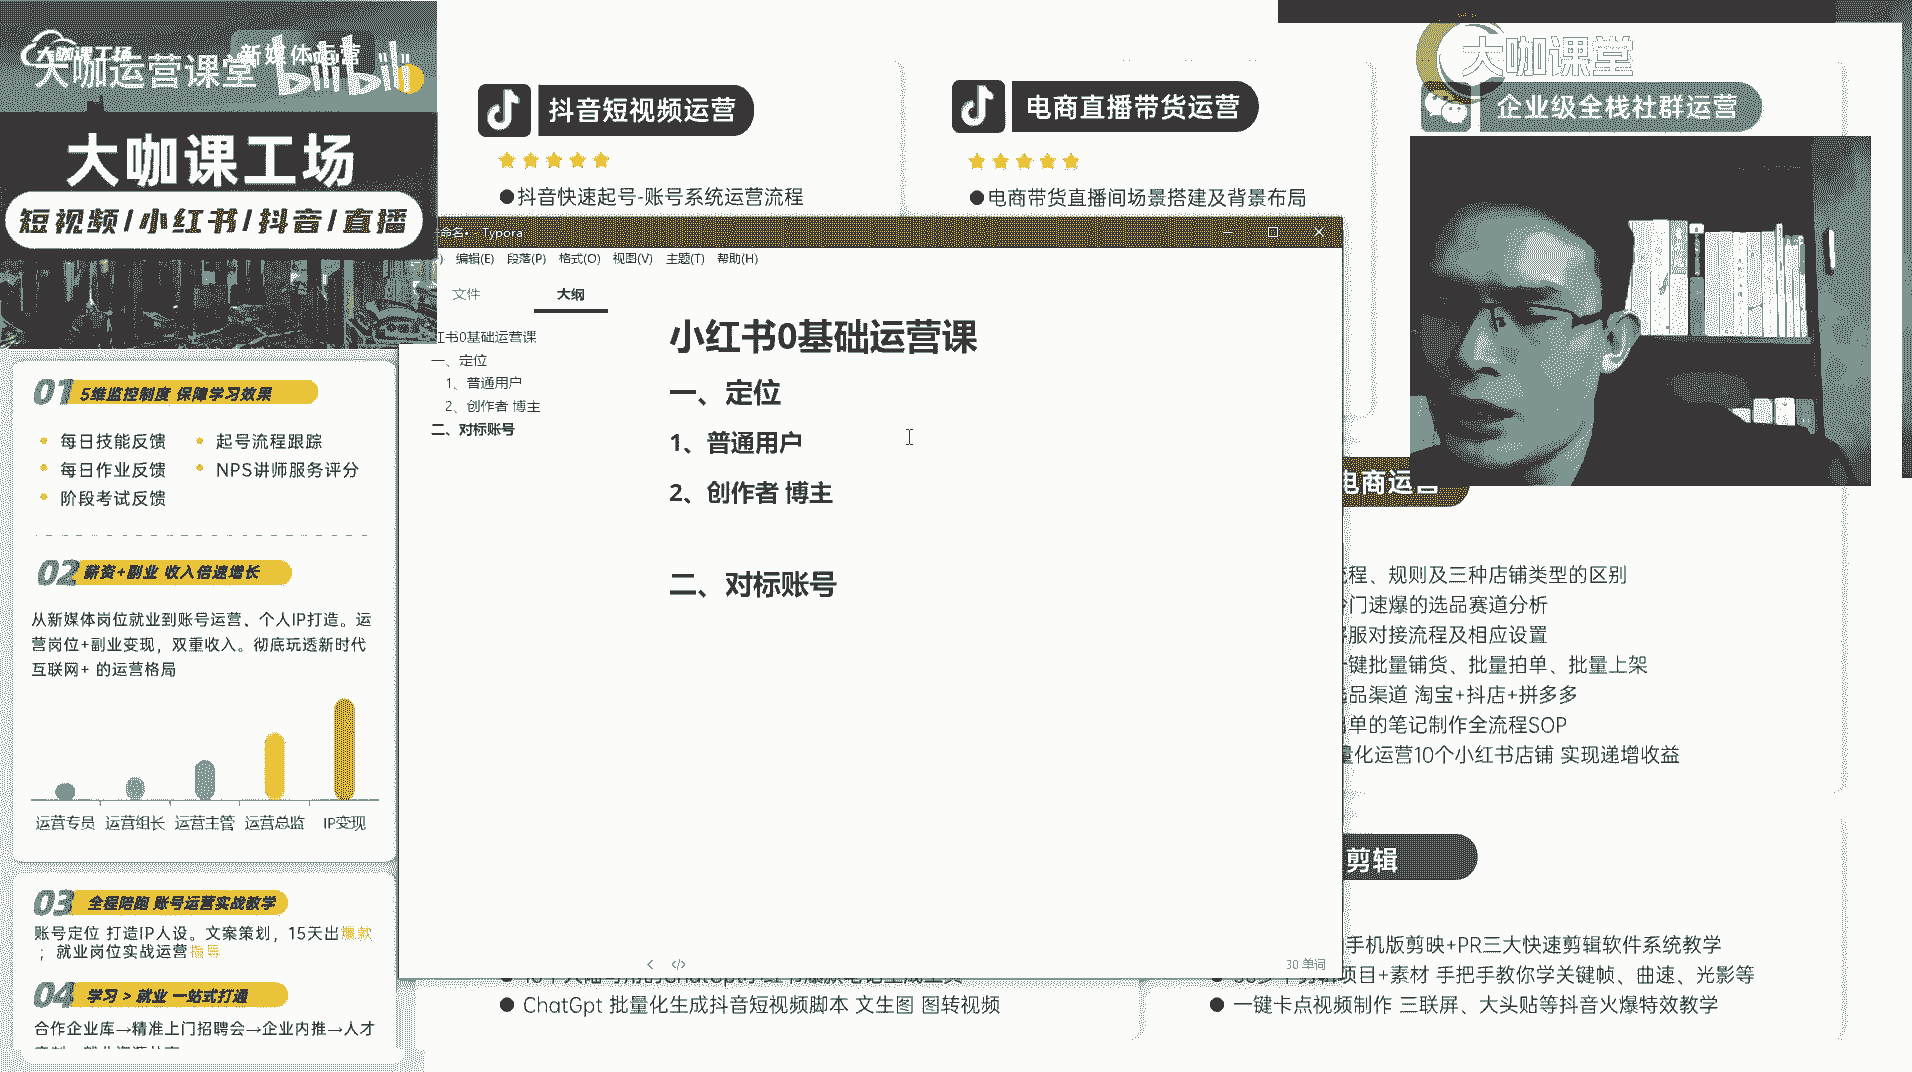 大咖课工场
新媒体运营
大咖运营课堂
bilibili
大咖课工场
短视频/小红书/抖音/直播
01 5维监控制度 保障学习效果
每日技能反馈
起号流程跟踪
每日作业反馈
NPS讲师服务评分
阶段考试反馈
02 薪资+副业 收入倍速增长
从新媒体岗位就业到账号运营、个人IP打造。运
营岗位+副业变现，双重收入。彻底玩透新时代
互联网+ 的运营格局
运营专员 运营组长 运营主管 运营总监 IP变现
03 全程陪跑 账号运营实战教学
账号定位 打造IP人设。文案策划，15天出爆款
；就业岗位实战运营指导
04 学习 > 就业 一站式打通
合作企业库→精准上门招聘会→企业内推→人才
抖音短视频运营
●抖音快速起号-账号系统运营流程
电商直播带货运营
●电商带货直播间场景搭建及背景布局
大咖课堂
企业级全栈社群运营
命名• - Typora
) 编辑(E) 段落(P) 格式(O) 视图(V) 主题(T) 帮助(H)
文件 大纲
红书0基础运营课
一、定位
1、普通用户
2、创作者 博主
二、对标账号
小红书0基础运营课
一、定位
1、普通用户
2、创作者 博主
二、对标账号
30 单词
电商运营
流程、规则及三种店铺类型的区别
冷门速爆的选品赛道分析
客服对接流程及相应设置
一键批量铺货、批量拍单、批量上架
选品渠道 淘宝+抖店+拼多多
出单的笔记制作全流程SOP
量化运营10个小红书店铺 实现递增收益
剪辑
手机版剪映+PR三大快速剪辑软件系统教学
项目+素材 手把手教你学关键帧、曲速、光影等
● 一键卡点视频制作 三联屏、大头贴等抖音火爆特效教学
● ChatGpt 批量化生成抖音短视频脚本 文生图 图转视频